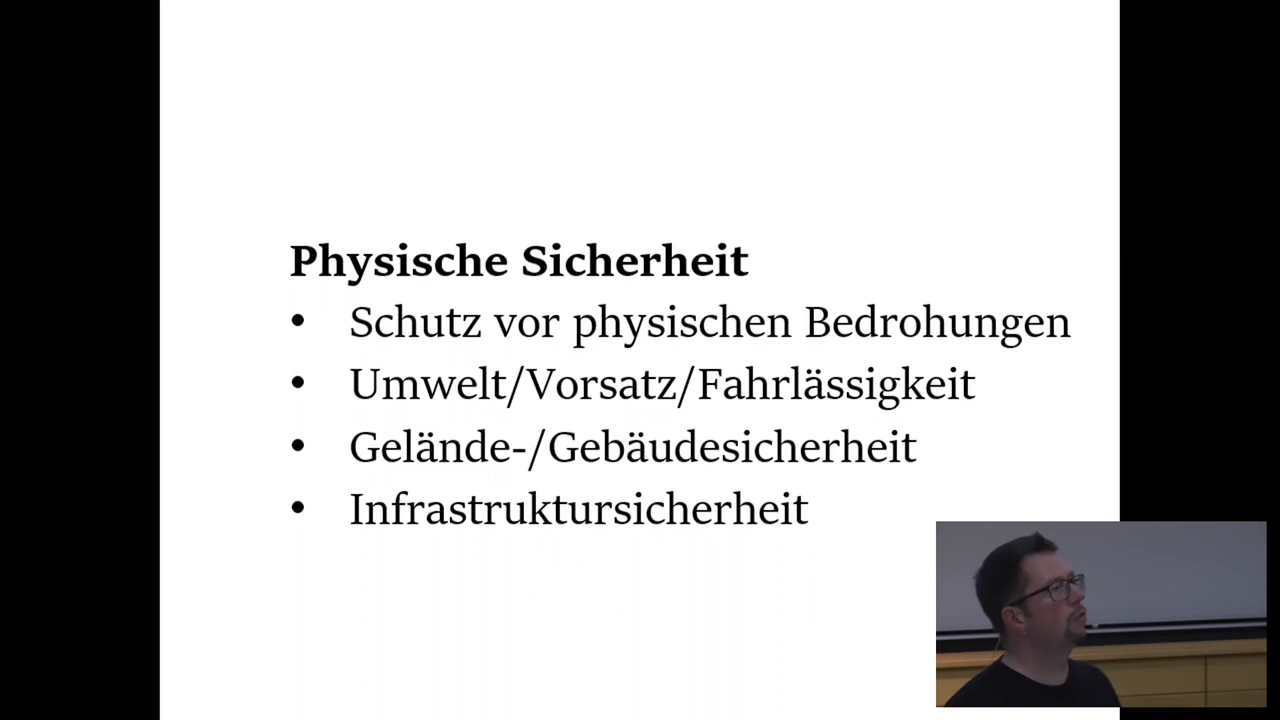 Physische Sicherheit
• Schutz vor physischen Bedrohungen
• Umwelt/Vorsatz/Fahrlässigkeit
• Gelände-/Gebäudesicherheit
• Infrastruktursicherheit